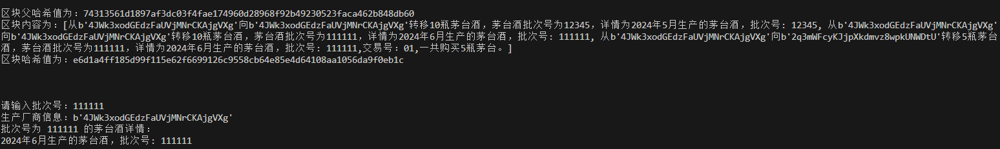 区块父哈希值为：74313561d1897af3dc03f4fae174960d28968f92b49230523faca462b848db60
区块内容为：[从b'4JWk3xodGEdzFaUVjMNrCKAjgVXg'向b'4JWk3xodGEdzFaUVjMNrCKAjgVXg'转移10瓶茅台酒，茅台酒批次号为12345，详情为2024年5月生产的茅台酒，批次号: 12345, 从b'4JWk3xodGEdzFaUVjMNrCKAjgVXg'
向b'4JWk3xodGEdzFaUVjMNrCKAjgVXg'转移10瓶茅台酒，茅台酒批次号为111111，详情为2024年6月生产的茅台酒，批次号: 111111, 从b'4JWk3xodGEdzFaUVjMNrCKAjgVXg'向b'2q3mWFcyKJjpXkdmvz8wpkUNWDtU'转移5瓶茅台
酒，茅台酒批次号为111111，详情为2024年6月生产的茅台酒，批次号: 111111,交易号：01,一共购买5瓶茅台。]
区块哈希值为：e6d1a4ff185d99f115e62f6699126c9558cb64e85e4d64108aa1056da9f0eb1c
请输入批次号：111111
生产厂商信息：b'4JWk3xodGEdzFaUVjMNrCKAjgVXg'
批次号为 111111 的茅台酒详情：
2024年6月生产的茅台酒，批次号: 111111